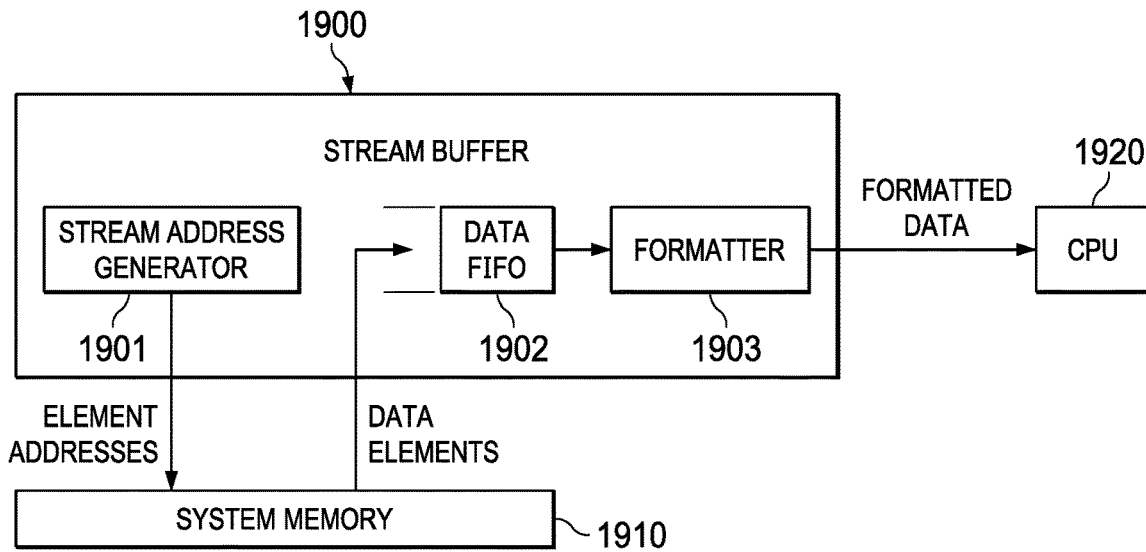 1900
STREAM BUFFER
1920
FORMATTED
DATA
STREAM ADDRESS
GENERATOR
DATA
FIFO
FORMATTER
CPU
1901
1902
1903
ELEMENT
ADDRESSES
DATA
ELEMENTS
SYSTEM MEMORY
1910